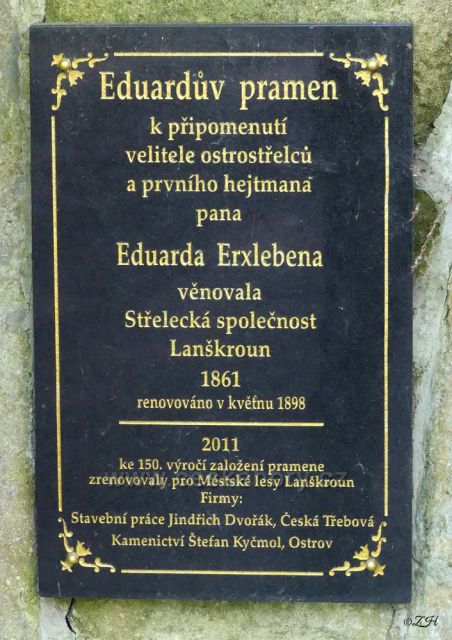 Eduardův pramen
k připomenutí
velitele ostrostřelců
a prvního hejtmana
pana
Eduarda Erxlebena
věnovala
Střelecká společnost
Lanškroun
1861
renovováno v květnu 1898
2011
ke 150. výročí založení pramene
zrenovovaly pro Městské lesy Lanškroun
Firmy:
Stavební práce Jindřich Dvořák, Česká Třebová
Kamenictví Štefan Kyčmol, Ostrov
©ZH